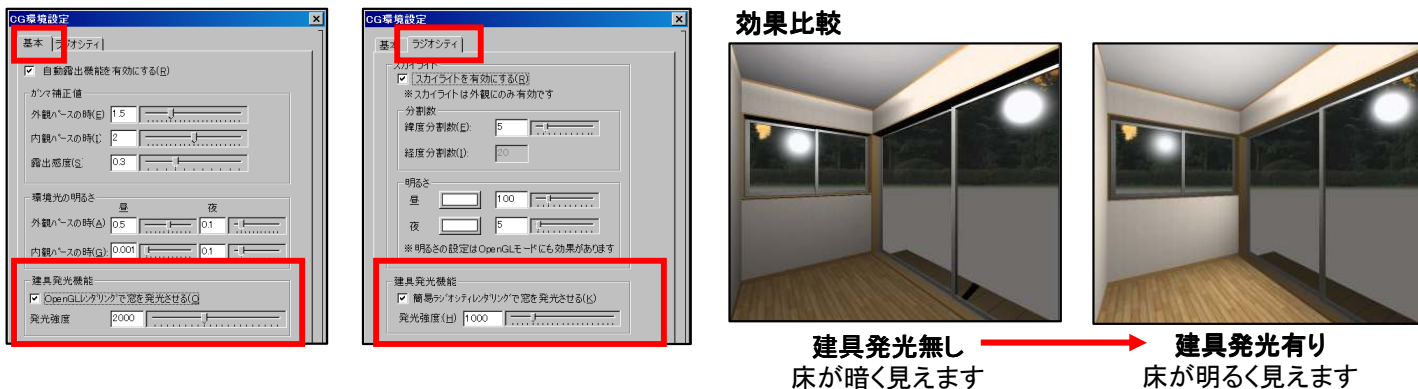 CG環境設定
基本
ラジオシティ
自動露出機能を有効にする(R)
ガンマ補正値
外観パースの時(E) 1.5
内観パースの時(I) 2
露出感度(S 0.3
環境光の明るさ
昼 夜
外観パースの時(A) 0.5 0.1
内観パースの時(G): 0.001 0.1
建具発光機能
OpenGLレンダリングで窓を発光させる(O
発光強度 2000
CG環境設定
基本
ラジオシティ
スカイライト
スカイライトを有効にする(R)
※スカイライトは外観にのみ有効です
分割数
緯度分割数(E): 5
経度分割数(I): 20
明るさ
昼 100
夜 5
※明るさの設定はOpenGLモードにも効果があります
建具発光機能
簡易ラジオシティレンダリングで窓を発光させる(K)
発光強度(H) 1000
効果比較
建具発光無し
床が暗く見えます
建具発光有り
床が明るく見えます